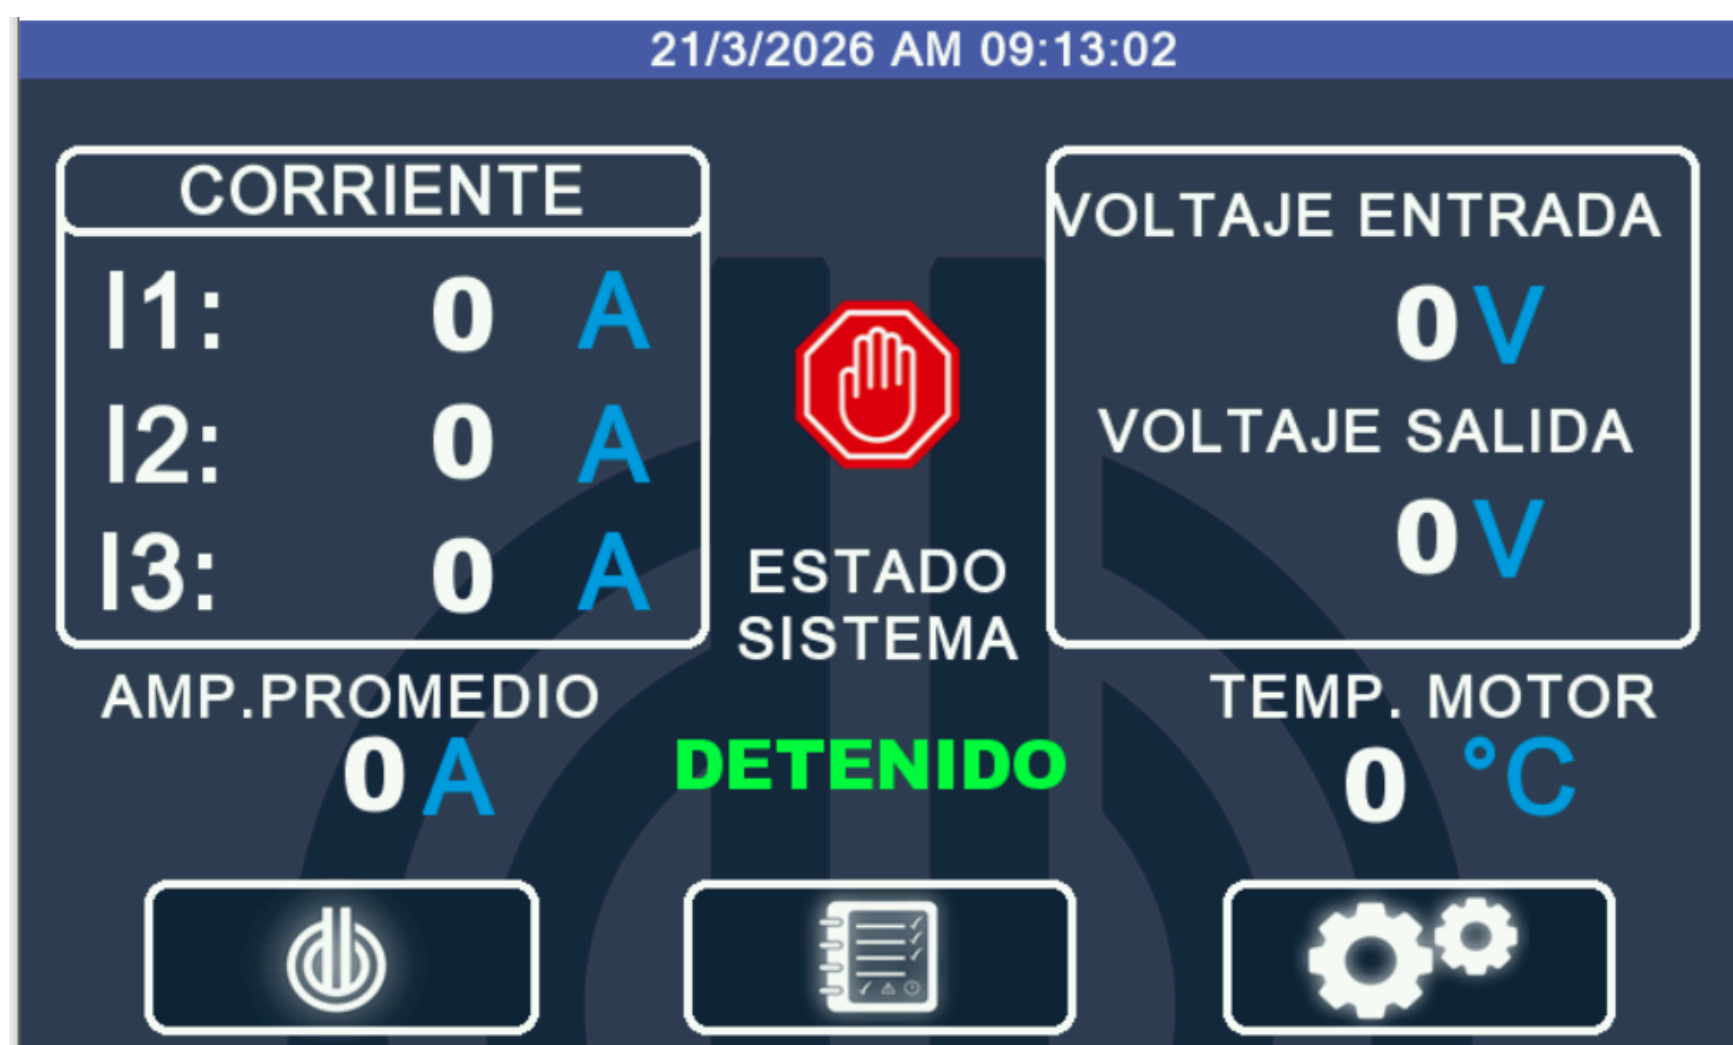 21/3/2026 AM 09:13:02
CORRIENTE
I1: 0 A
I2: 0 A
I3: 0 A
AMP.PROMEDIO
0 A
ESTADO
SISTEMA
DETENIDO
VOLTAJE ENTRADA
0 V
VOLTAJE SALIDA
0 V
TEMP. MOTOR
0 °C